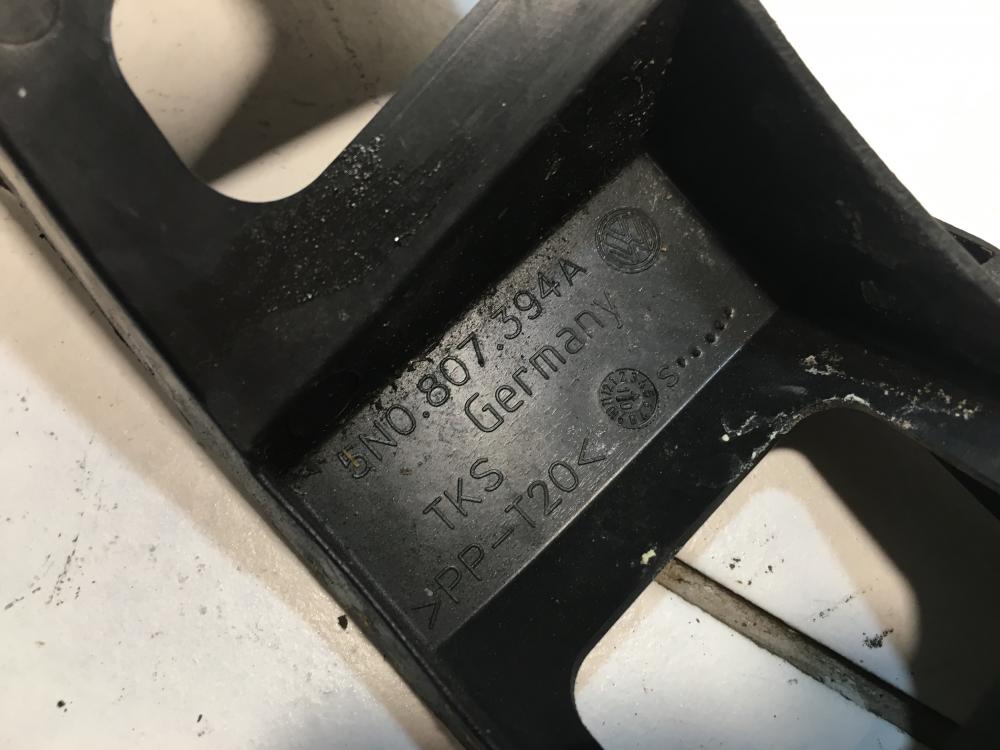 5N0.807.394A
Germany
TKS
S
>PP-T20<